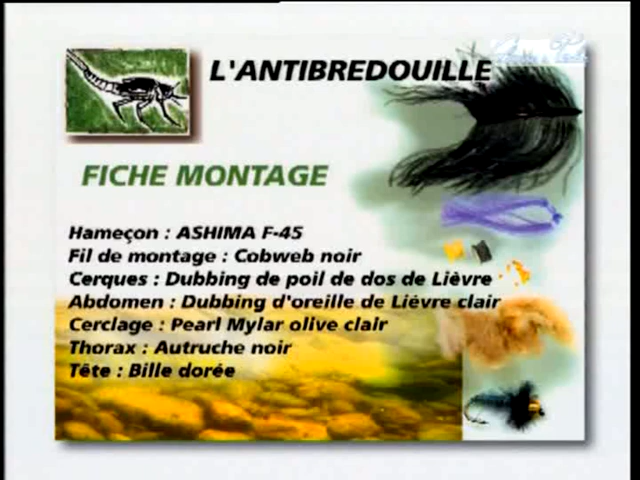 L'ANTIBREDOUILLE
FICHE MONTAGE
Hameçon : ASHIMA F-45
Fil de montage : Cobweb noir
Cerques : Dubbing de poil de dos de Lièvre
Abdomen : Dubbing d'oreille de Lièvre clair
Cerclage : Pearl Mylar olive clair
Thorax : Autruche noir
Tête : Bille dorée